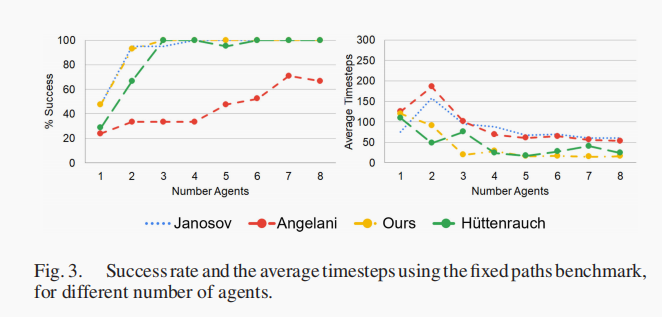 100
80
60
40
20
0
% Success
1 2 3 4 5 6 7 8
Number Agents
300
250
200
150
100
50
0
Average Timesteps
1 2 3 4 5 6 7 8
Number Agents
Janosov Angelani Ours Hüttenrauch
Fig. 3. Success rate and the average timesteps using the fixed paths benchmark,
for different number of agents.